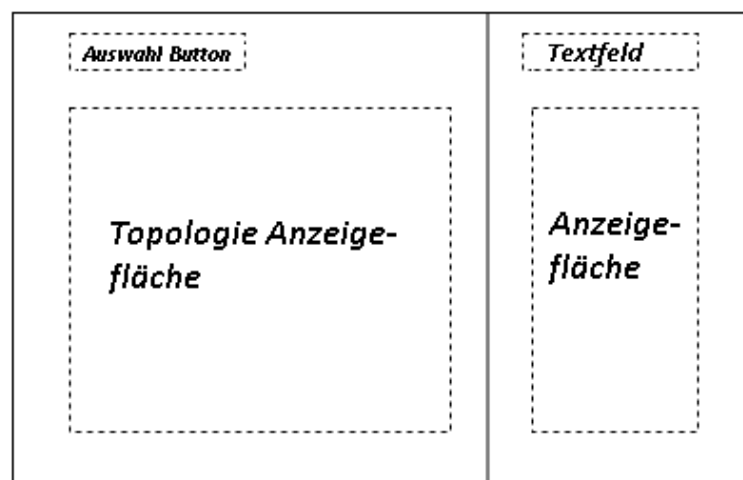 Auswahl Button
Textfeld
Topologie Anzeige-
fläche
Anzeige-
fläche